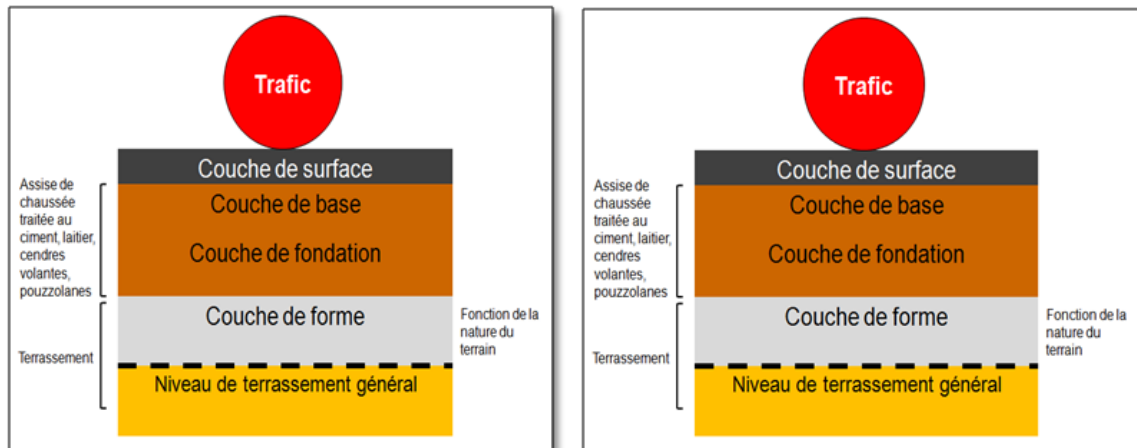 Trafic
Couche de surface
Assise de
chaussée
traitée au
ciment, laitier,
cendres
volantes,
pouzzolanes
Couche de base
Couche de fondation
Couche de forme
Fonction de la
nature du
terrain
Terrassement
Niveau de terrassement général
Trafic
Couche de surface
Assise de
chaussée
traitée au
ciment, laitier,
cendres
volantes,
pouzzolanes
Couche de base
Couche de fondation
Couche de forme
Fonction de la
nature du
terrain
Terrassement
Niveau de terrassement général